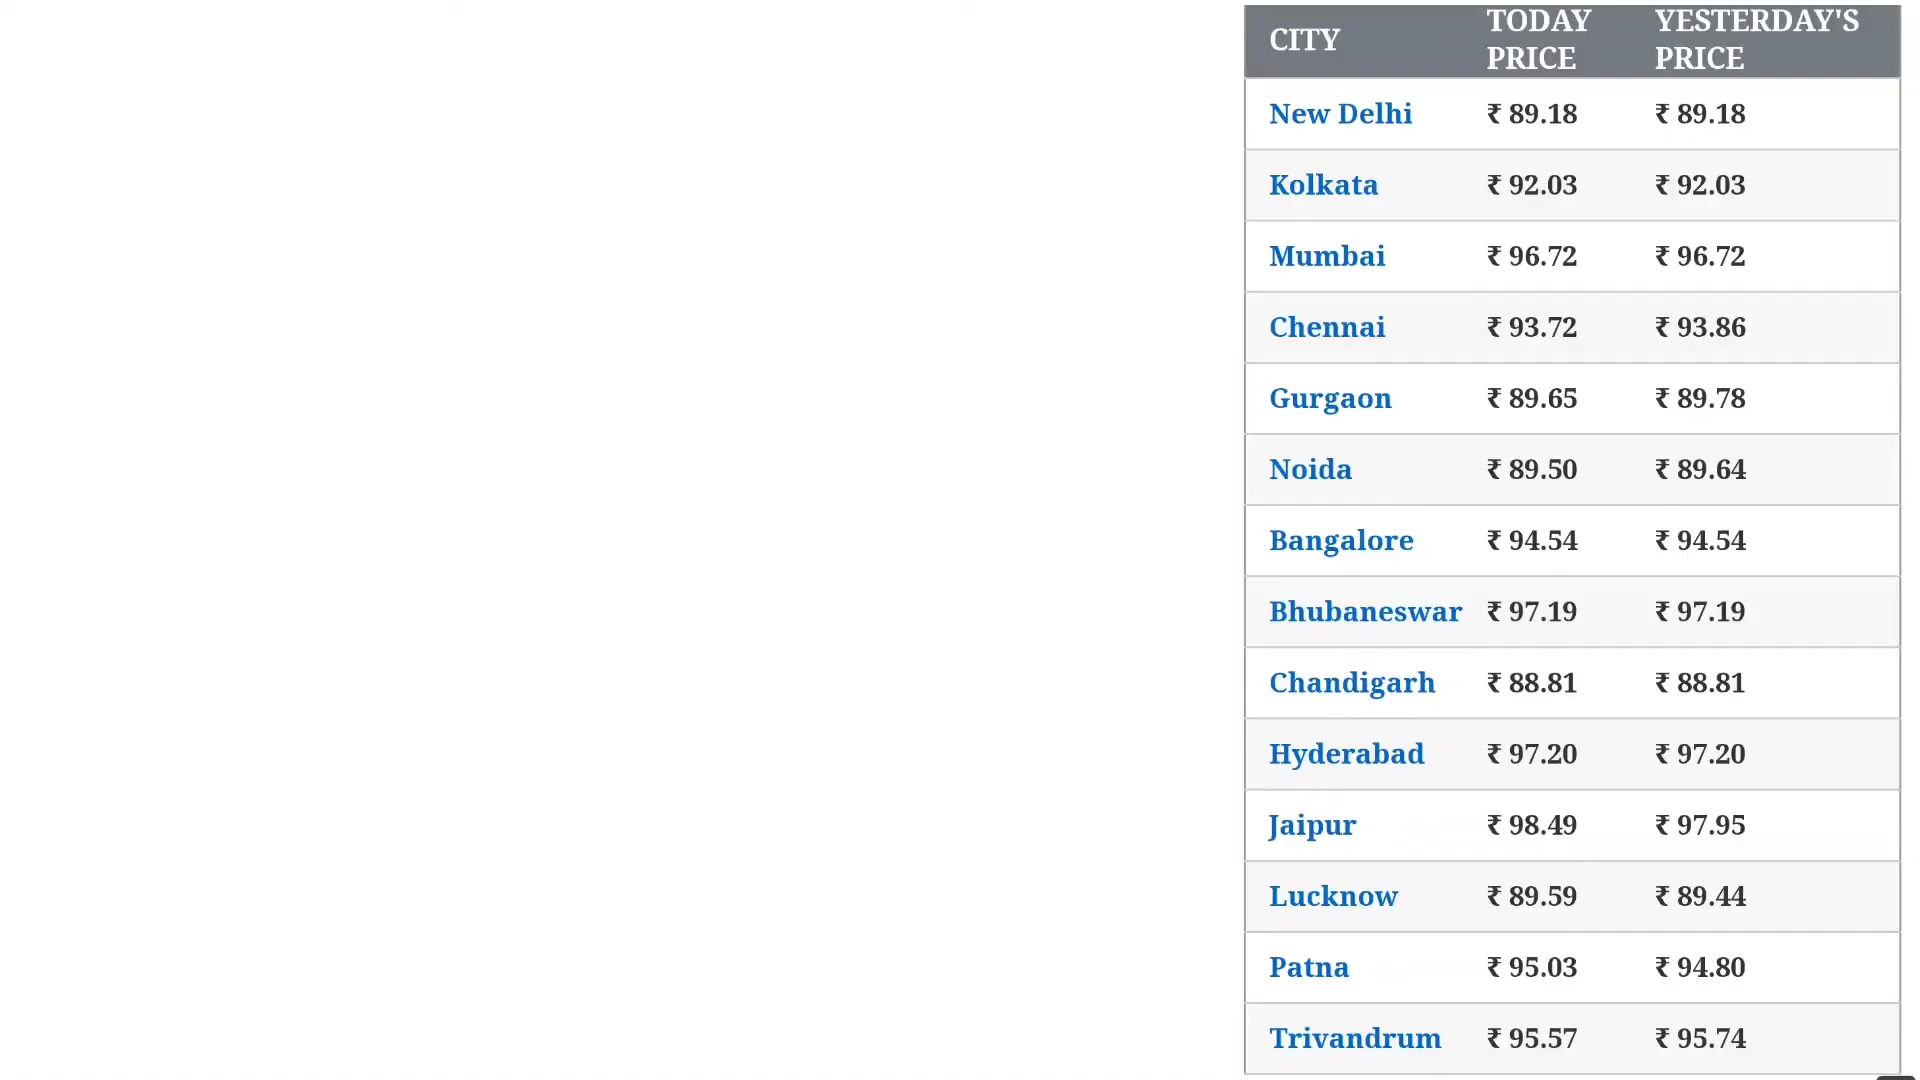 CITY TODAY PRICE YESTERDAY'S PRICE
New Delhi ₹ 89.18 ₹ 89.18
Kolkata ₹ 92.03 ₹ 92.03
Mumbai ₹ 96.72 ₹ 96.72
Chennai ₹ 93.72 ₹ 93.86
Gurgaon ₹ 89.65 ₹ 89.78
Noida ₹ 89.50 ₹ 89.64
Bangalore ₹ 94.54 ₹ 94.54
Bhubaneswar ₹ 97.19 ₹ 97.19
Chandigarh ₹ 88.81 ₹ 88.81
Hyderabad ₹ 97.20 ₹ 97.20
Jaipur ₹ 98.49 ₹ 97.95
Lucknow ₹ 89.59 ₹ 89.44
Patna ₹ 95.03 ₹ 94.80
Trivandrum ₹ 95.57 ₹ 95.74